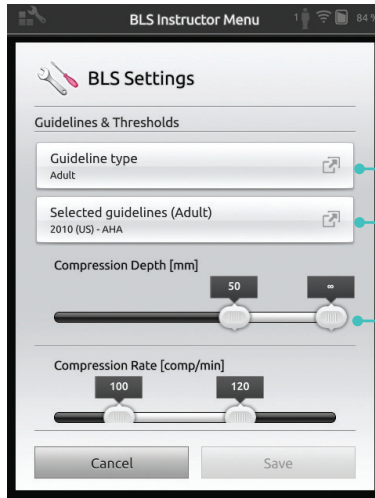 BLS Instructor Menu 1 84 %
BLS Settings
Guidelines & Thresholds
Guideline type
Adult
Selected guidelines (Adult)
2010 (US) - AHA
Compression Depth [mm]
50 ∞
Compression Rate [comp/min]
100 120
Cancel Save